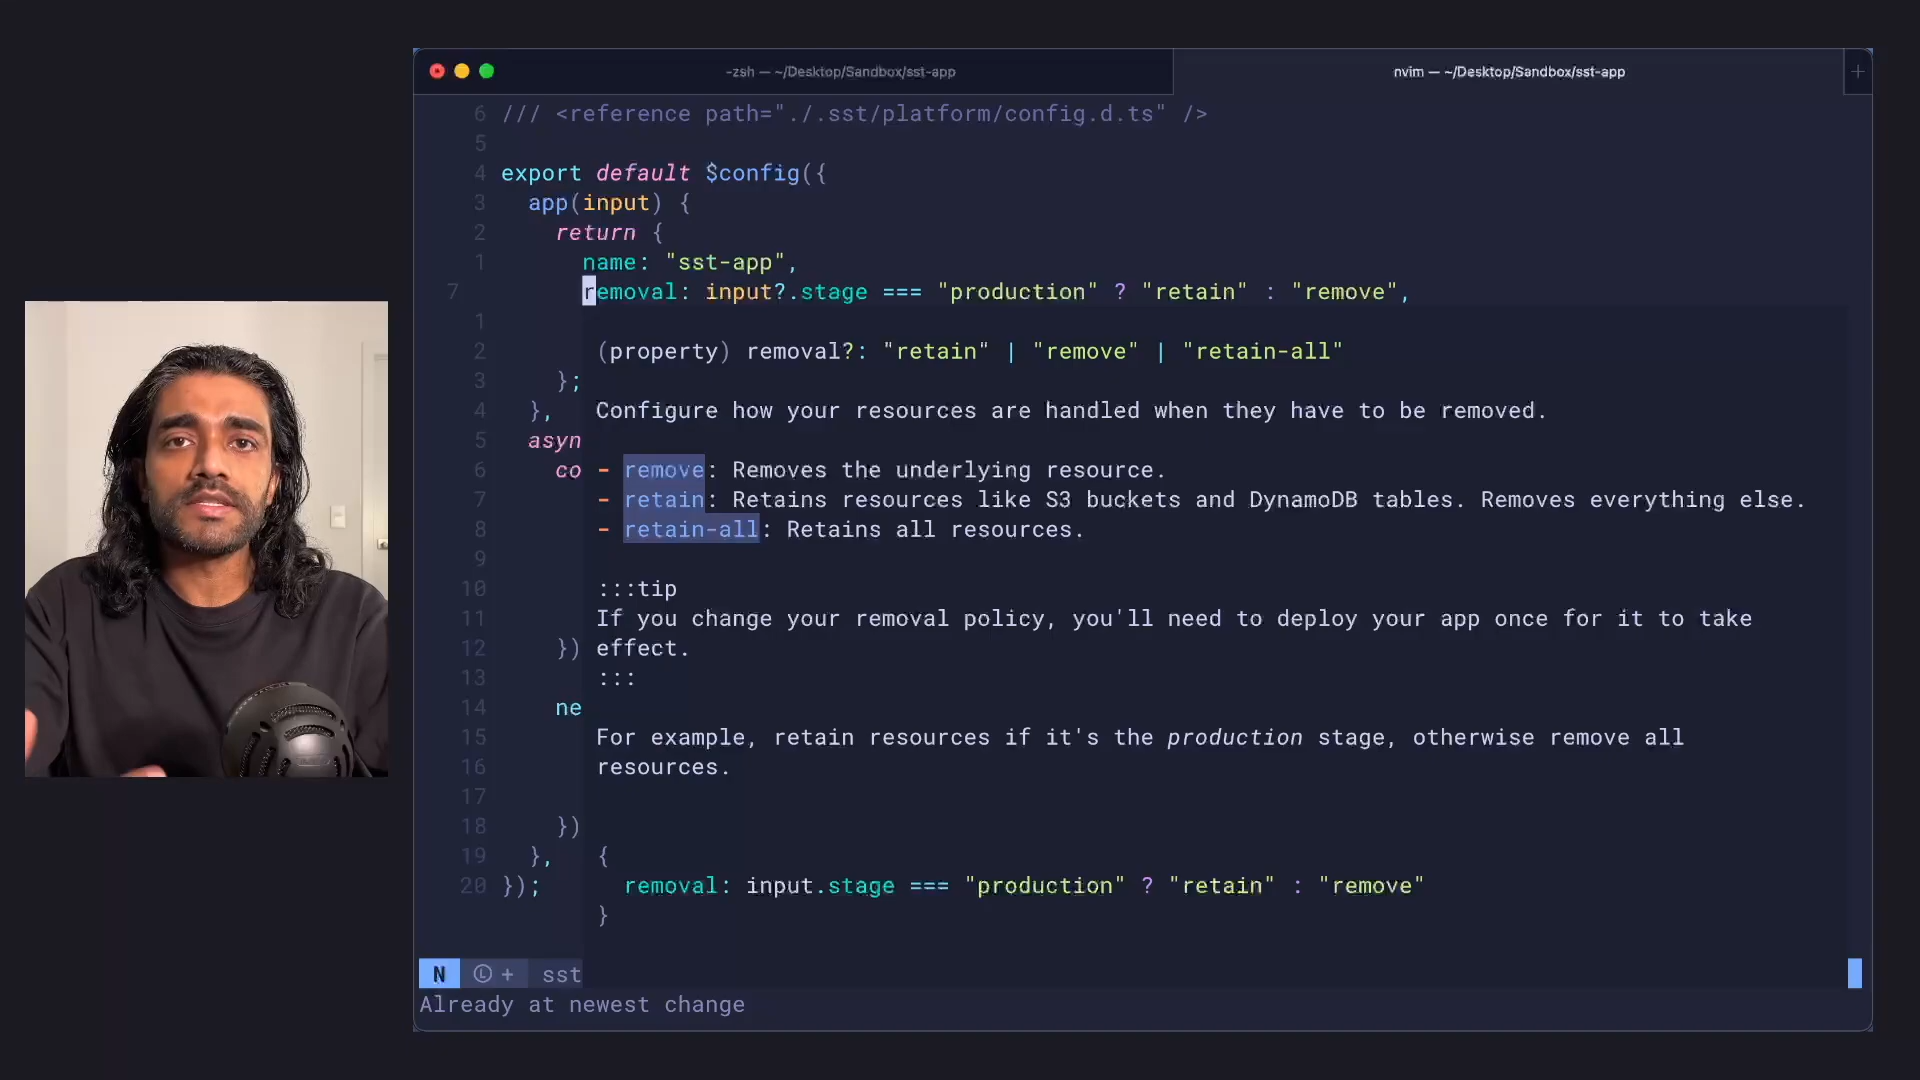 -zsh — ~/Desktop/Sandbox/sst-app
nvim — ~/Desktop/Sandbox/sst-app
+
6 /// <reference path="./.sst/platform/config.d.ts" />
5
4 export default $config({
3 app(input) {
2 return {
1 name: "sst-app",
7 removal: input?.stage === "production" ? "retain" : "remove",
1
2 (property) removal?: "retain" | "remove" | "retain-all"
3 };
4 }, Configure how your resources are handled when they have to be removed.
5 asyn
6 co - remove: Removes the underlying resource.
7 - retain: Retains resources like S3 buckets and DynamoDB tables. Removes everything else.
8 - retain-all: Retains all resources.
9
10 :::tip
11 If you change your removal policy, you'll need to deploy your app once for it to take
12 }) effect.
13 :::
14 ne
15 For example, retain resources if it's the production stage, otherwise remove all
16 resources.
17
18 })
19 }, {
20 }); removal: input.stage === "production" ? "retain" : "remove"
}
N Ⓛ + sst
Already at newest change